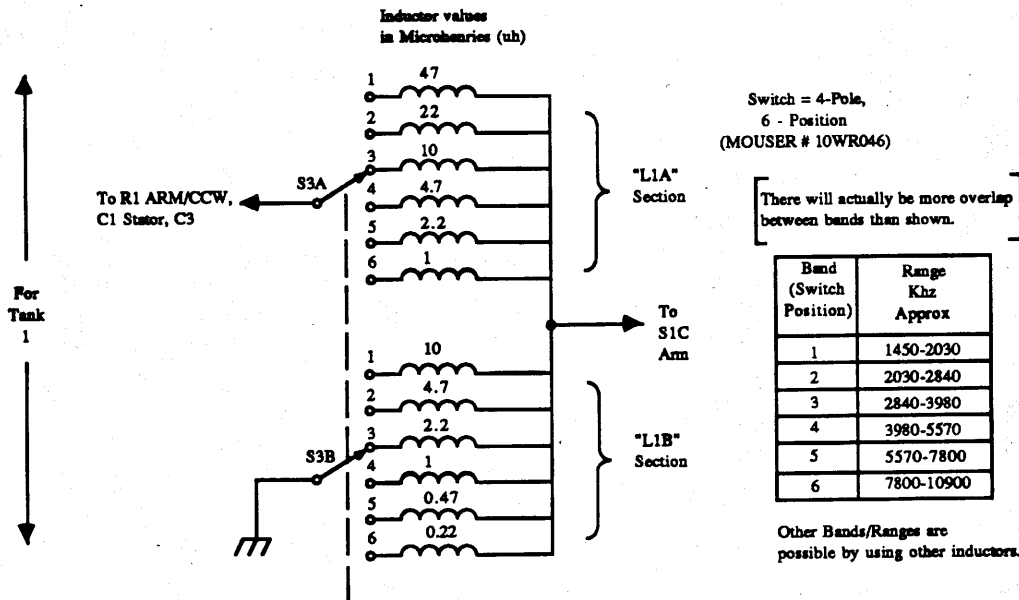 Inductor values
in Microhenries (uh)
1 47
2 22
3 10
4 4.7
5 2.2
6 1
S3A
To R1 ARM/CCW,
C1 Stator, C3
"L1A"
Section
Switch = 4-Pole,
6 - Position
(MOUSER # 10WR046)
There will actually be more overlap
between bands than shown.
For
Tank
1
To
S1C
Arm
1 10
2 4.7
3 2.2
4 1
5 0.47
6 0.22
S3B
"L1B"
Section
Band
(Switch
Position)
Range
Khz
Approx
1 1450-2030
2 2030-2840
3 2840-3980
4 3980-5570
5 5570-7800
6 7800-10900
Other Bands/Ranges are
possible by using other inductors.